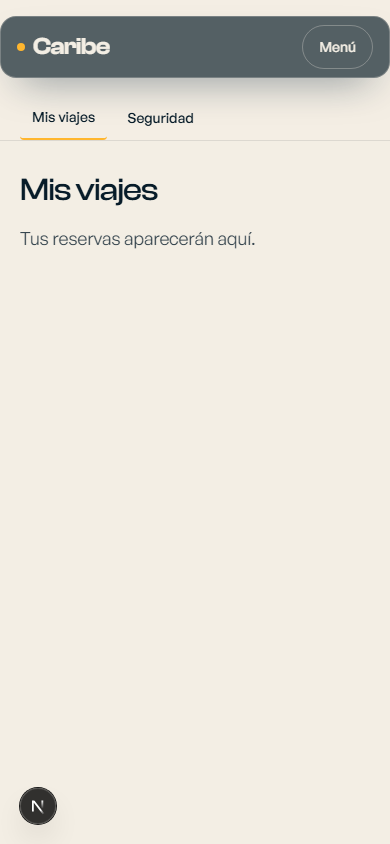 Caribe
Menú
Mis viajes
Seguridad
Mis viajes
Tus reservas aparecerán aquí.
N